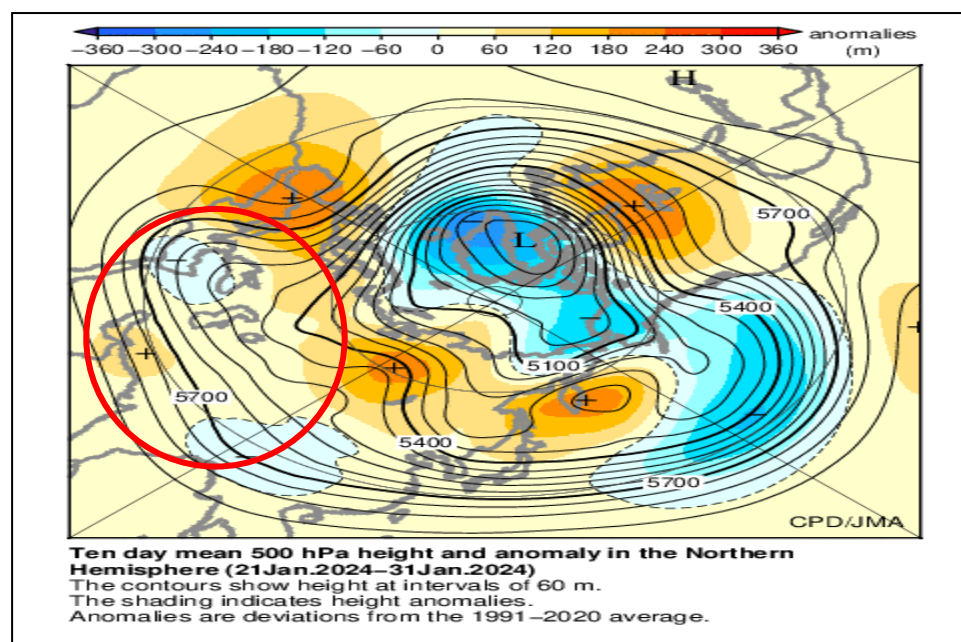 −360 −300 −240 −180 −120 −60 0 60 120 180 240 300 360 anomalies
(m)
H
L
5700
5400
5100
5700
5400
5700
CPD/JMA
Ten day mean 500 hPa height and anomaly in the Northern
Hemisphere (21Jan.2024−31Jan.2024)
The contours show height at intervals of 60 m.
The shading indicates height anomalies.
Anomalies are deviations from the 1991−2020 average.